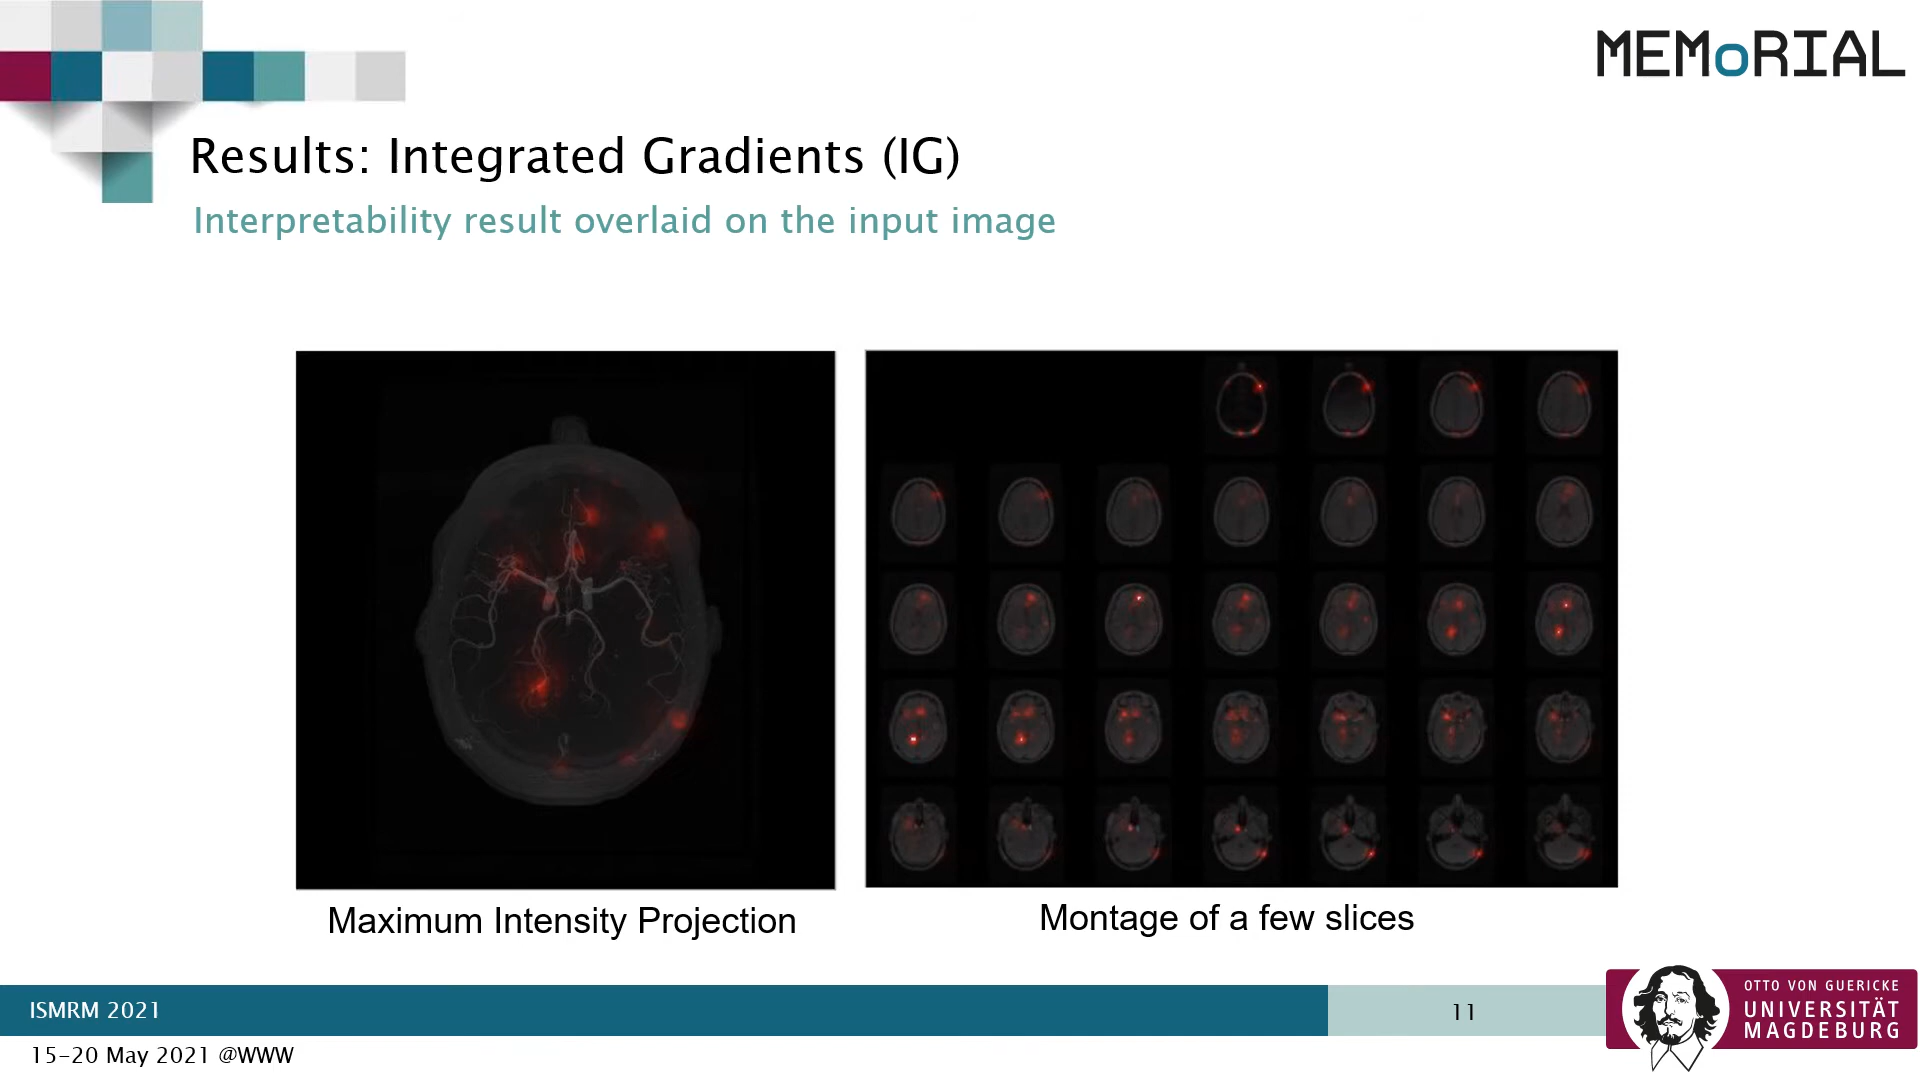 MEMoRIAL
Results: Integrated Gradients (IG)
Interpretability result overlaid on the input image
Maximum Intensity Projection
Montage of a few slices
ISMRM 2021
11
OTTO VON GUERICKE
UNIVERSITÄT
MAGDEBURG
15-20 May 2021 @WWW